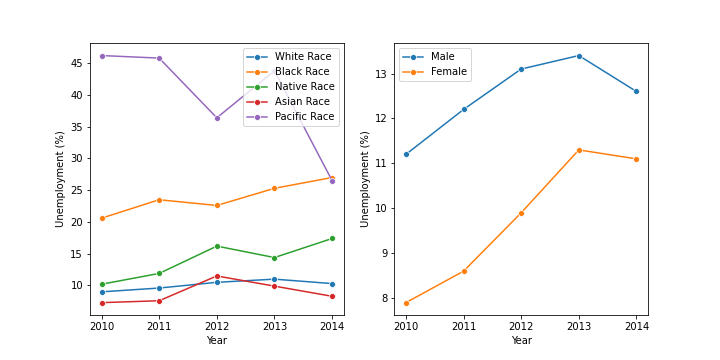 45
40
35
30
25
20
15
10
Unemployment (%)
White Race
Black Race
Native Race
Asian Race
Pacific Race
2010 2011 2012 2013 2014
Year
13
12
11
10
9
8
Unemployment (%)
Male
Female
2010 2011 2012 2013 2014
Year